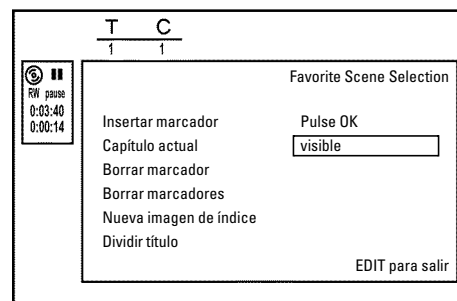 T C
1 1
RW pause
0:03:40
0:00:14
Favorite Scene Selection
Insertar marcador Pulse OK
Capítulo actual visible
Borrar marcador
Borrar marcadores
Nueva imagen de índice
Dividir título
EDIT para salir